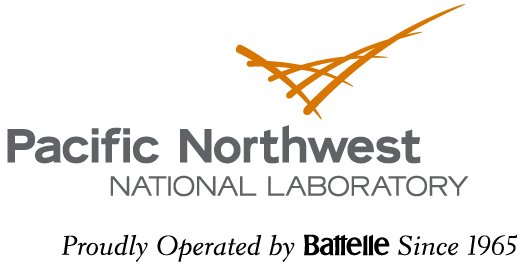 Pacific Northwest
NATIONAL LABORATORY
Proudly Operated by Battelle Since 1965